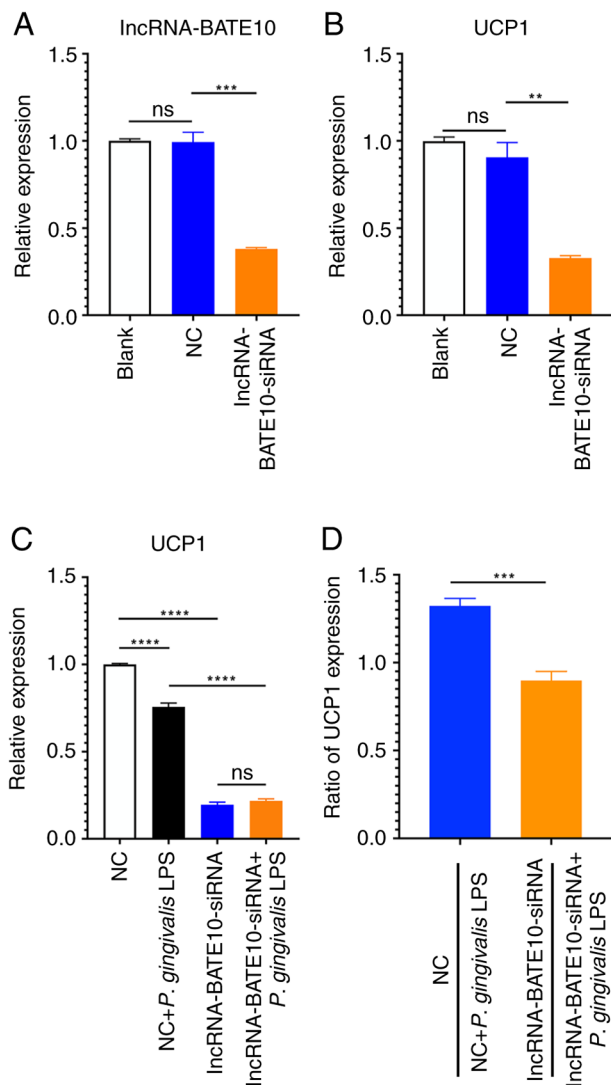 A
lncRNA-BATE10
Relative expression
1.5
1.0
0.5
0.0
ns
***
Blank
NC
lncRNA-
BATE10-siRNA
B
UCP1
Relative expression
1.5
1.0
0.5
0.0
ns
**
Blank
NC
lncRNA-
BATE10-siRNA
C
UCP1
Relative expression
1.5
1.0
0.5
0.0
****
****
****
ns
NC
NC+P. gingivalis LPS
lncRNA-BATE10-siRNA
lncRNA-BATE10-siRNA+
P. gingivalis LPS
D
Ratio of UCP1 expression
1.5
1.0
0.5
0.0
***
NC
NC+P. gingivalis LPS
lncRNA-BATE10-siRNA
lncRNA-BATE10-siRNA+
P. gingivalis LPS